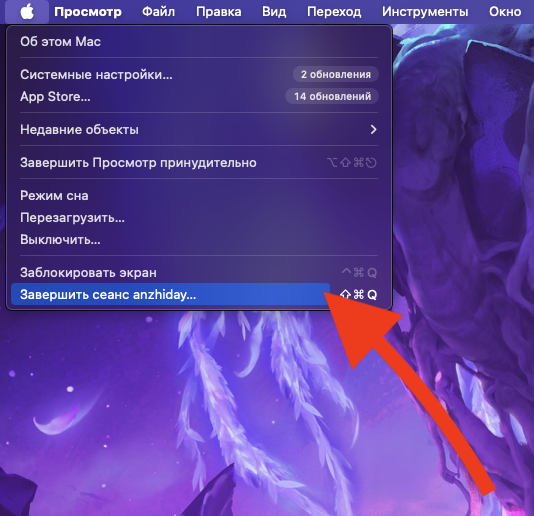 Просмотр Файл Правка Вид Переход Инструменты Окно
Об этом Mac
Системные настройки... 2 обновления
App Store... 14 обновлений
Недавние объекты
Завершить Просмотр принудительно ⌥⇧⌘⎋
Режим сна
Перезагрузить...
Выключить...
Заблокировать экран ^⌘Q
Завершить сеанс anzhiday... ⇧⌘Q